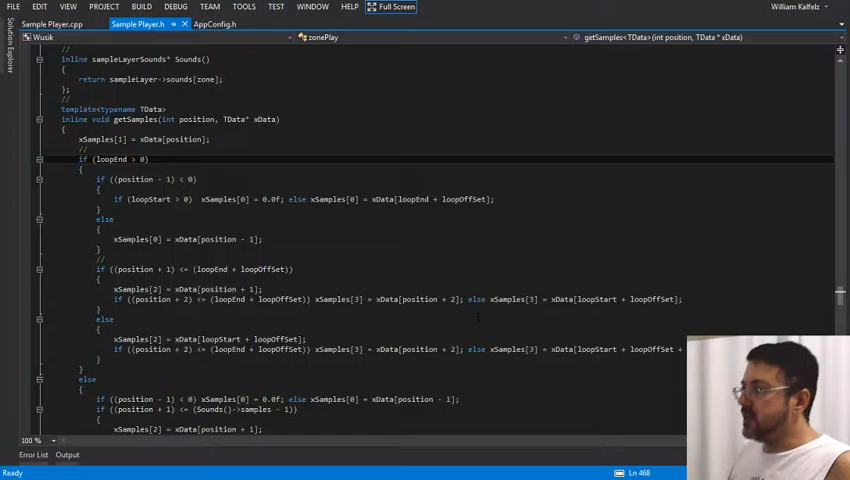 FILE EDIT VIEW PROJECT BUILD DEBUG TEAM TOOLS TEST WINDOW HELP Full Screen William Kalfelz
Sample Player.cpp Sample Player.h AppConfig.h
Solution Explorer
Wusik zonePlay getSamples<TData>(int position, TData * xData)
//
inline sampleLayerSounds* Sounds()
{
return sampleLayer->sounds[zone];
};
//
template<typename TData>
inline void getSamples(int position, TData* xData)
{
xSamples[1] = xData[position];
//
if (loopEnd > 0)
{
if ((position - 1) < 0)
{
if (loopStart > 0) xSamples[0] = 0.0f; else xSamples[0] = xData[loopEnd + loopOffSet];
}
else
{
xSamples[0] = xData[position - 1];
}
//
if ((position + 1) <= (loopEnd + loopOffSet))
{
xSamples[2] = xData[position + 1];
if ((position + 2) <= (loopEnd + loopOffSet)) xSamples[3] = xData[position + 2]; else xSamples[3] = xData[loopStart + loopOffSet];
}
else
{
xSamples[2] = xData[loopStart + loopOffSet];
if ((position + 2) <= (loopEnd + loopOffSet)) xSamples[3] = xData[position + 2]; else xSamples[3] = xData[loopStart + loopOffSet +
}
}
else
{
if ((position - 1) < 0) xSamples[0] = 0.0f; else xSamples[0] = xData[position - 1];
if ((position + 1) <= (Sounds()->samples - 1))
{
xSamples[2] = xData[position + 1];
100 %
Error List Output
Ready Ln 468